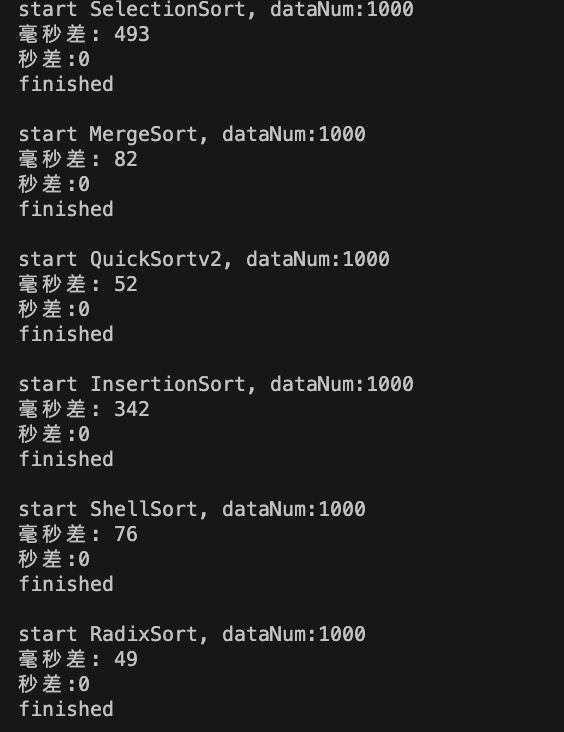 start SelectionSort, dataNum:1000
毫秒差: 493
秒差:0
finished
start MergeSort, dataNum:1000
毫秒差: 82
秒差:0
finished
start QuickSortv2, dataNum:1000
毫秒差: 52
秒差:0
finished
start InsertionSort, dataNum:1000
毫秒差: 342
秒差:0
finished
start ShellSort, dataNum:1000
毫秒差: 76
秒差:0
finished
start RadixSort, dataNum:1000
毫秒差: 49
秒差:0
finished